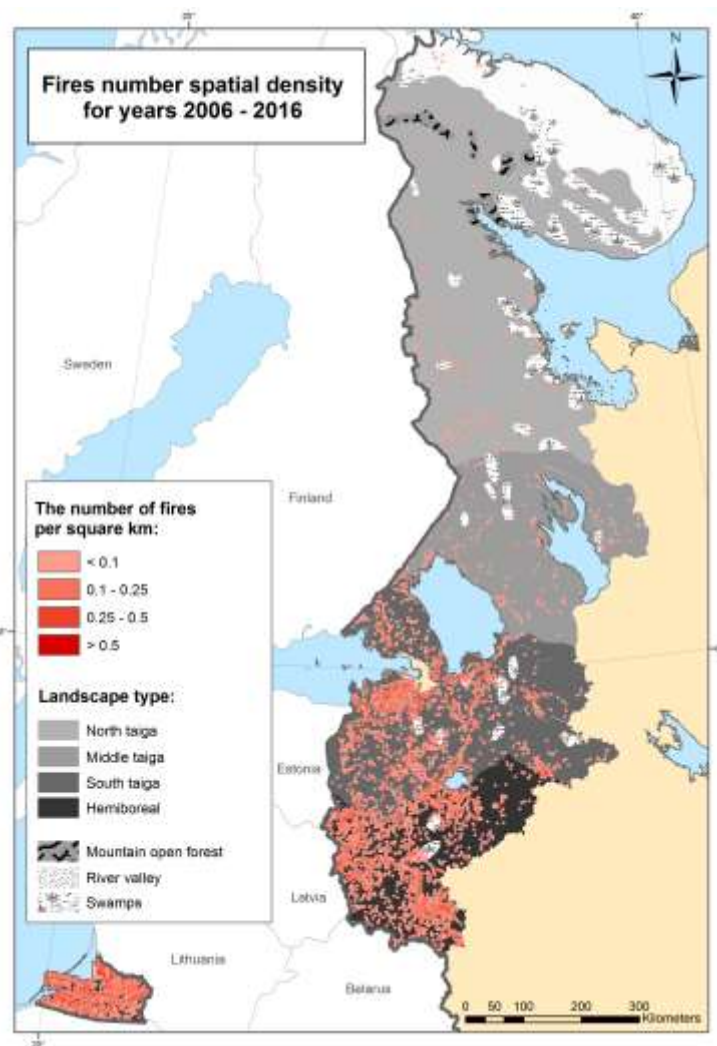 Fires number spatial density
for years 2006 - 2016
N
Sweden
Finland
The number of fires
per square km:
< 0.1
0.1 - 0.25
0.25 - 0.5
> 0.5
Landscape type:
North taiga
Middle taiga
South taiga
Hemiboreal
Mountain open forest
River valley
Swamps
Estonia
Latvia
Lithuania
Belarus
0 50 100 200 300
Kilometers